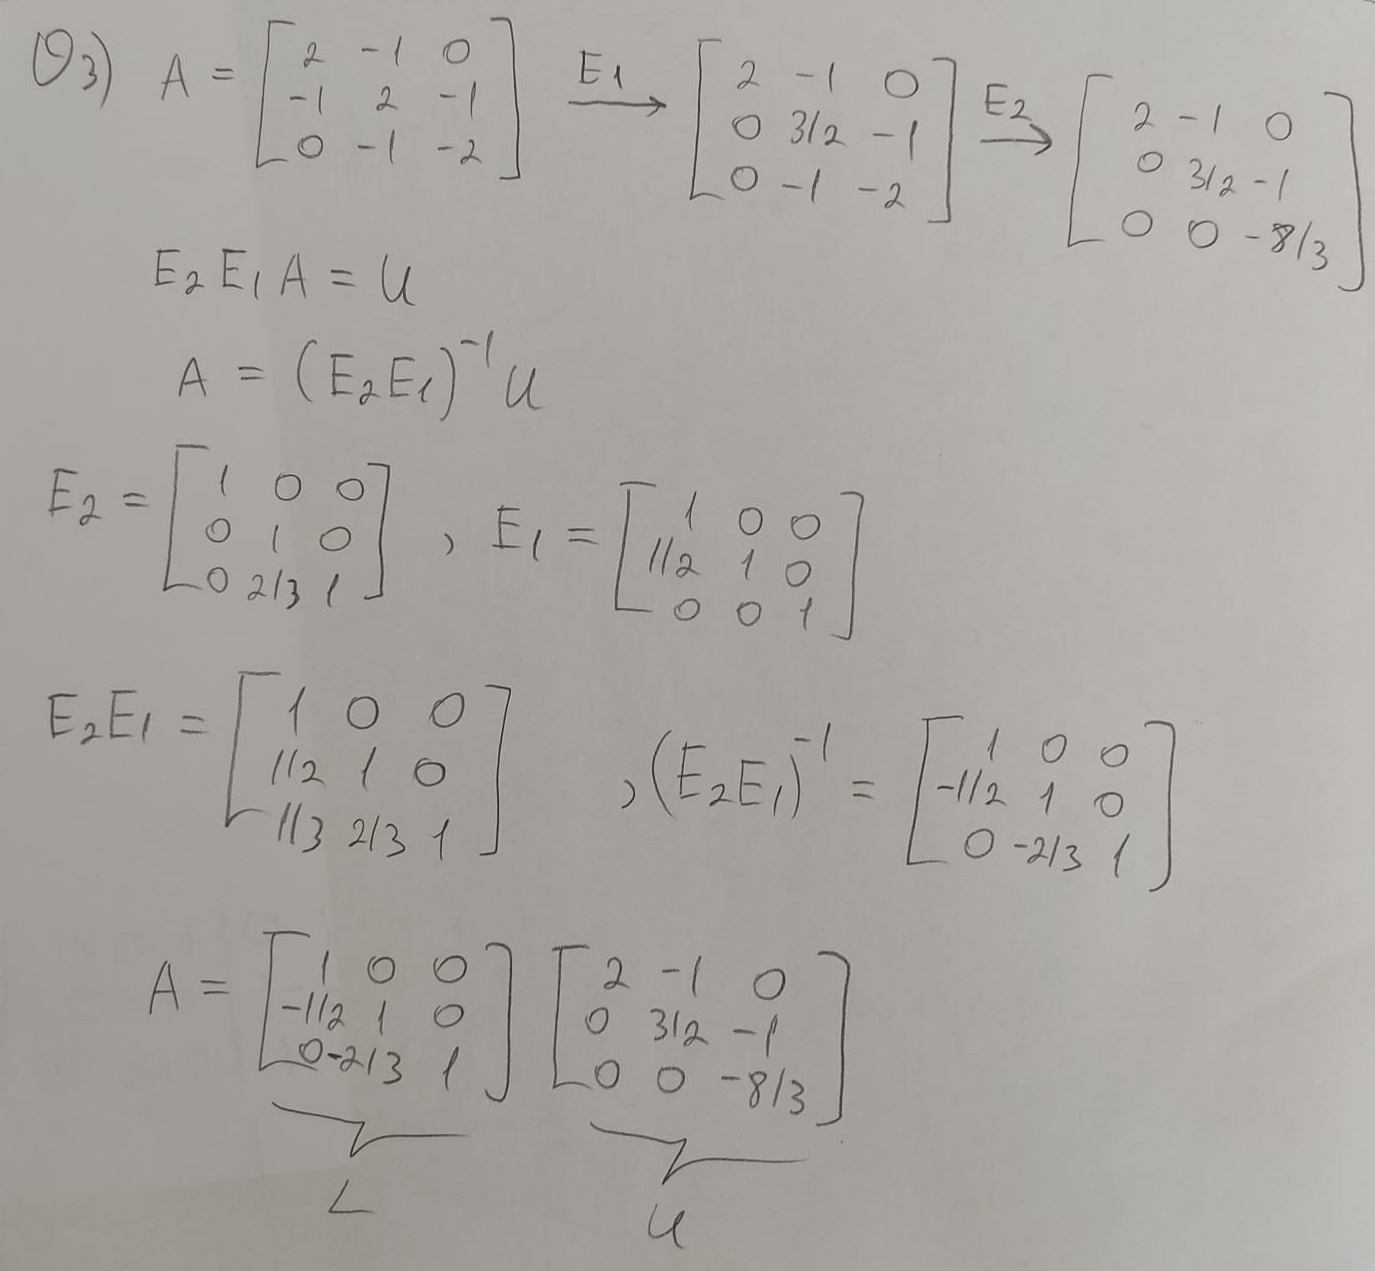 Q3) A = [2 -1 0; -1 2 -1; 0 -1 -2] E1→ [2 -1 0; 0 3/2 -1; 0 -1 -2] E2→ [2 -1 0; 0 3/2 -1; 0 0 -8/3]
E2 E1 A = U
A = (E2E1)^-1 U
E2 = [1 0 0; 0 1 0; 0 2/3 1] , E1 = [1 0 0; 1/2 1 0; 0 0 1]
E2E1 = [1 0 0; 1/2 1 0; 1/3 2/3 1] , (E2E1)^-1 = [1 0 0; -1/2 1 0; 0 -2/3 1]
A = [1 0 0; -1/2 1 0; 0 -2/3 1] [2 -1 0; 0 3/2 -1; 0 0 -8/3]
L U